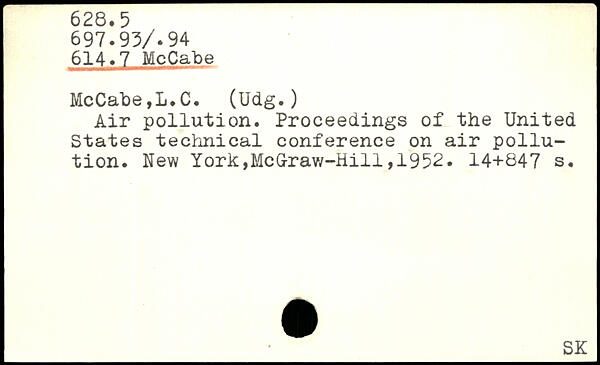 628.5
697.93/.94
614.7 McCabe
McCabe,L.C. (Udg.)
Air pollution. Proceedings of the United
States technical conference on air pollu-
tion. New York,McGraw-Hill,1952. 14+847 s.
SK